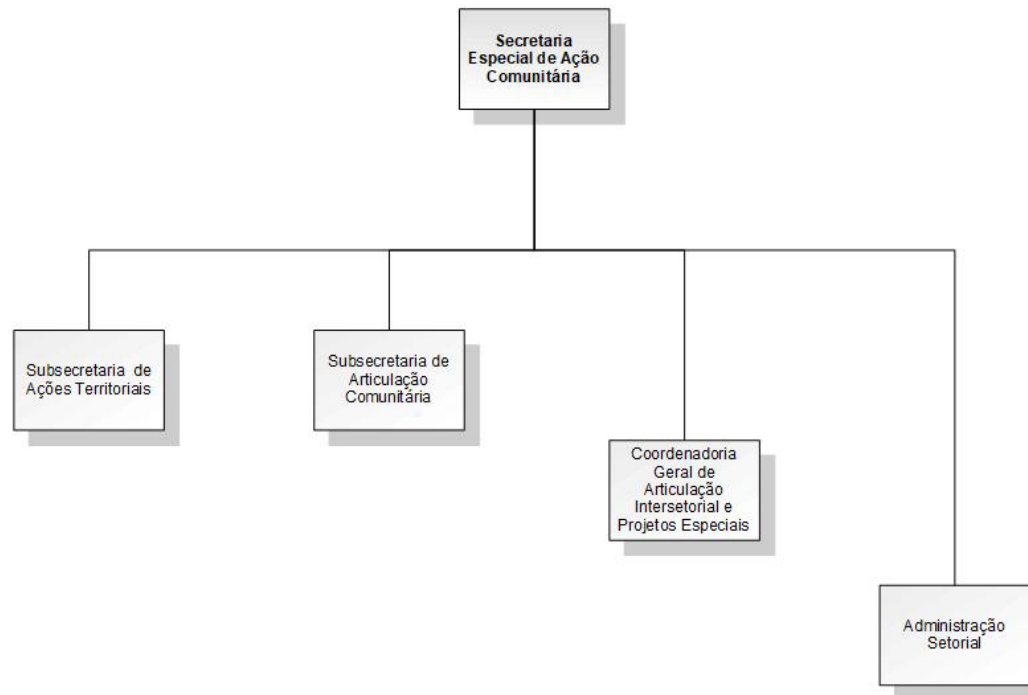 Secretaria
Especial de Ação
Comunitária
Subsecretaria de
Ações Territoriais
Subsecretaria de
Articulação
Comunitária
Coordenadoria
Geral de
Articulação
Intersetorial e
Projetos Especiais
Administração
Setorial